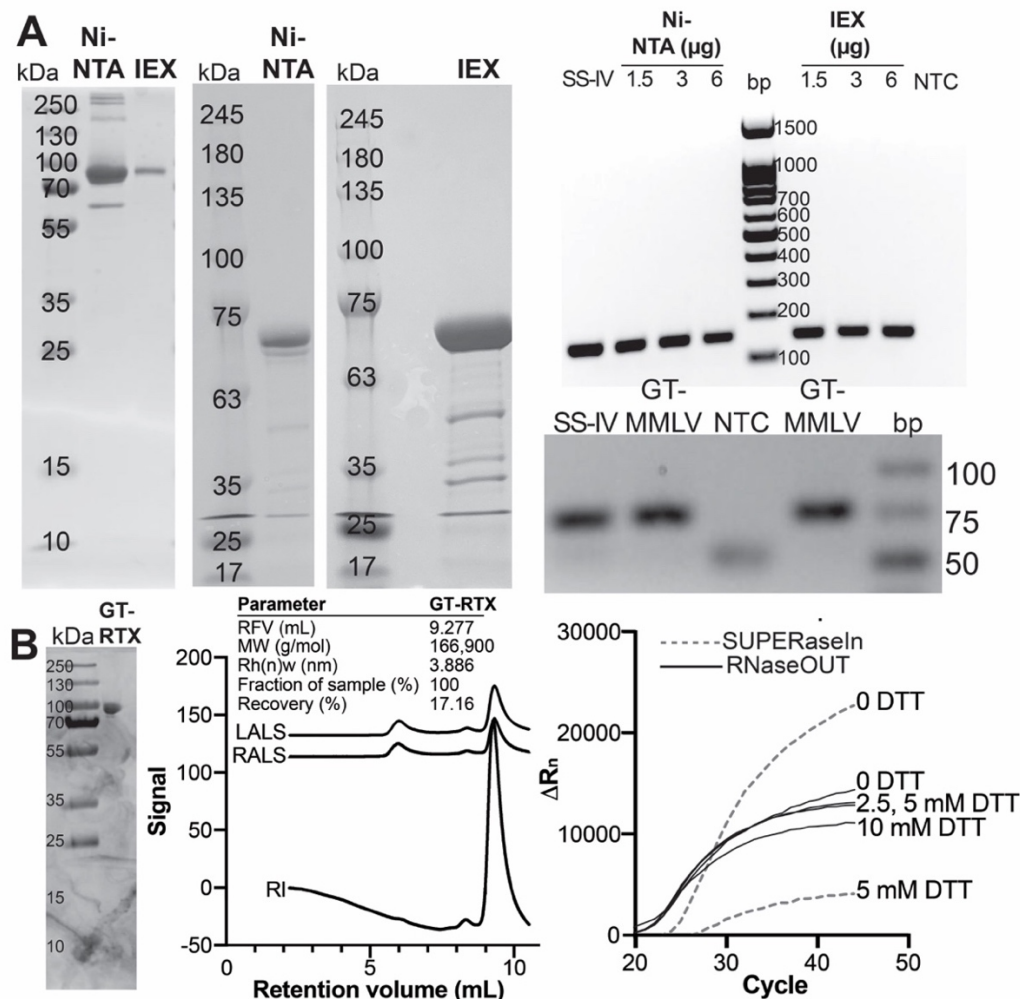 A
Ni-
NTA IEX
kDa
250
130
100
70
55
35
25
15
10
Ni-
NTA
kDa
245
180
135
100
75
63
35
25
17
IEX
kDa
245
180
135
100
75
63
35
25
17
Ni-
NTA (µg)
IEX
(µg)
SS-IV 1.5 3 6 bp 1.5 3 6 NTC
1500
1000
700
600
500
400
300
200
100
GT- GT-
SS-IV MMLV NTC MMLV bp
100
75
50
B
GT-
kDa RTX
250
130
100
70
55
35
25
15
10
Parameter GT-RTX
RFV (mL) 9.277
MW (g/mol) 166,900
Rh(n)w (nm) 3.886
Fraction of sample (%) 100
Recovery (%) 17.16
LALS
RALS
RI
Signal
200
150
100
50
0
-50
0 5 10
Retention volume (mL)
SUPERaseIn
RNaseOUT
0 DTT
0 DTT
2.5, 5 mM DTT
10 mM DTT
5 mM DTT
ΔRn
30000
20000
10000
0
20 30 40 50
Cycle